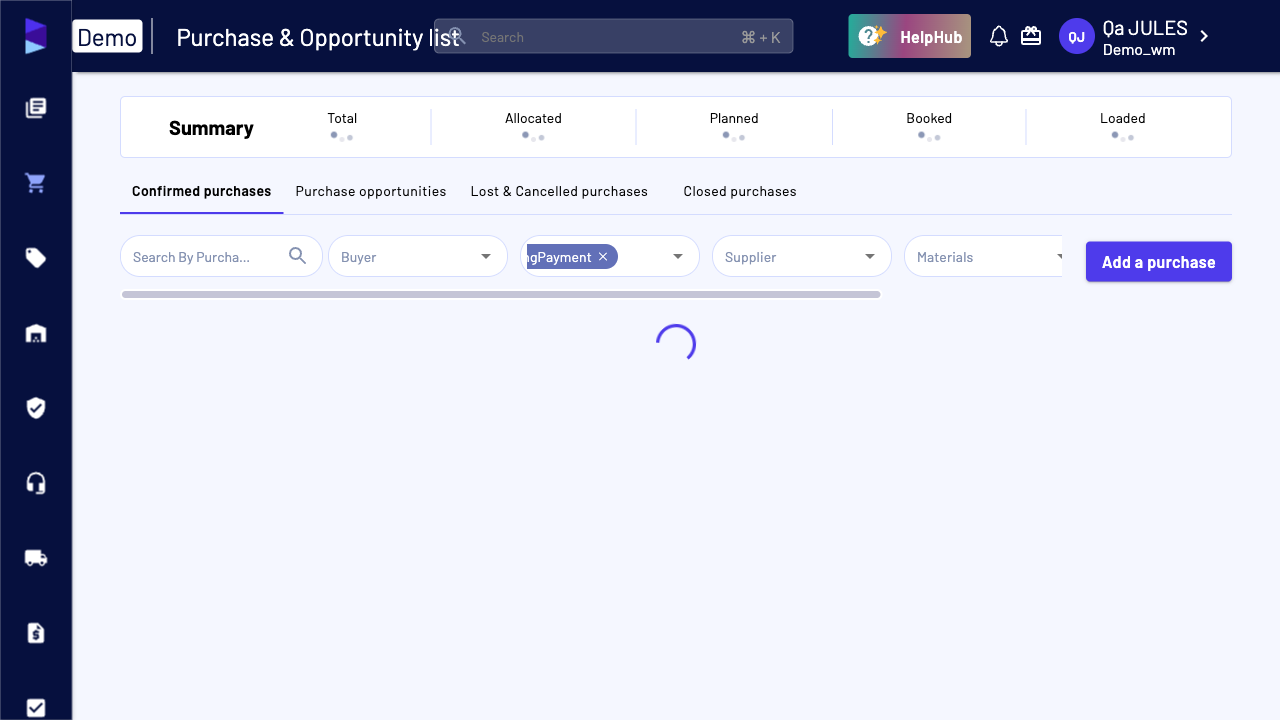 Demo
Purchase & Opportunity list
Search
⌘ + K
HelpHub
QJ
Qa JULES
Demo_wm
Summary
Total
Allocated
Planned
Booked
Loaded
Confirmed purchases
Purchase opportunities
Lost & Cancelled purchases
Closed purchases
Search By Purcha...
Buyer
ngPayment
Supplier
Materials
Add a purchase